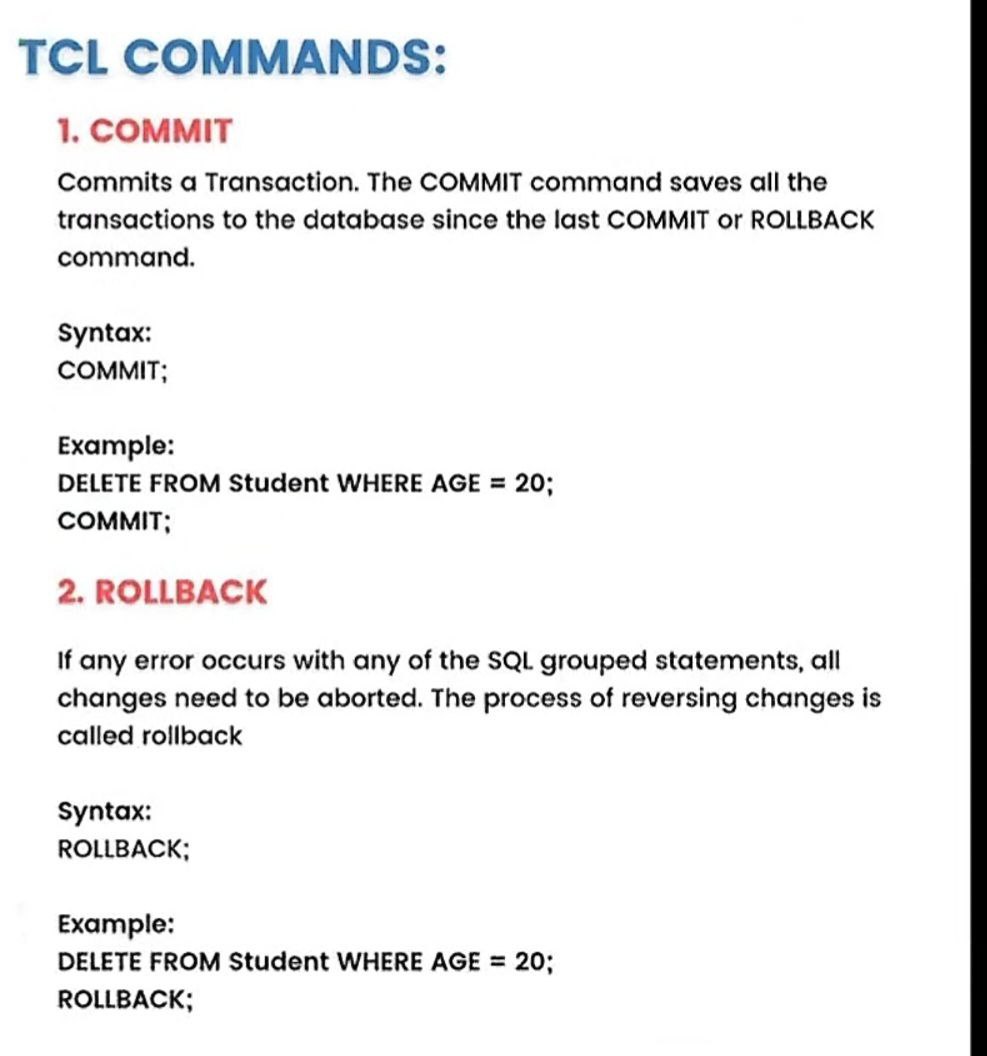 TCL COMMANDS:
1. COMMIT
Commits a Transaction. The COMMIT command saves all the
transactions to the database since the last COMMIT or ROLLBACK
command.
Syntax:
COMMIT;
Example:
DELETE FROM Student WHERE AGE = 20;
COMMIT;
2. ROLLBACK
If any error occurs with any of the SQL grouped statements, all
changes need to be aborted. The process of reversing changes is
called rollback
Syntax:
ROLLBACK;
Example:
DELETE FROM Student WHERE AGE = 20;
ROLLBACK;